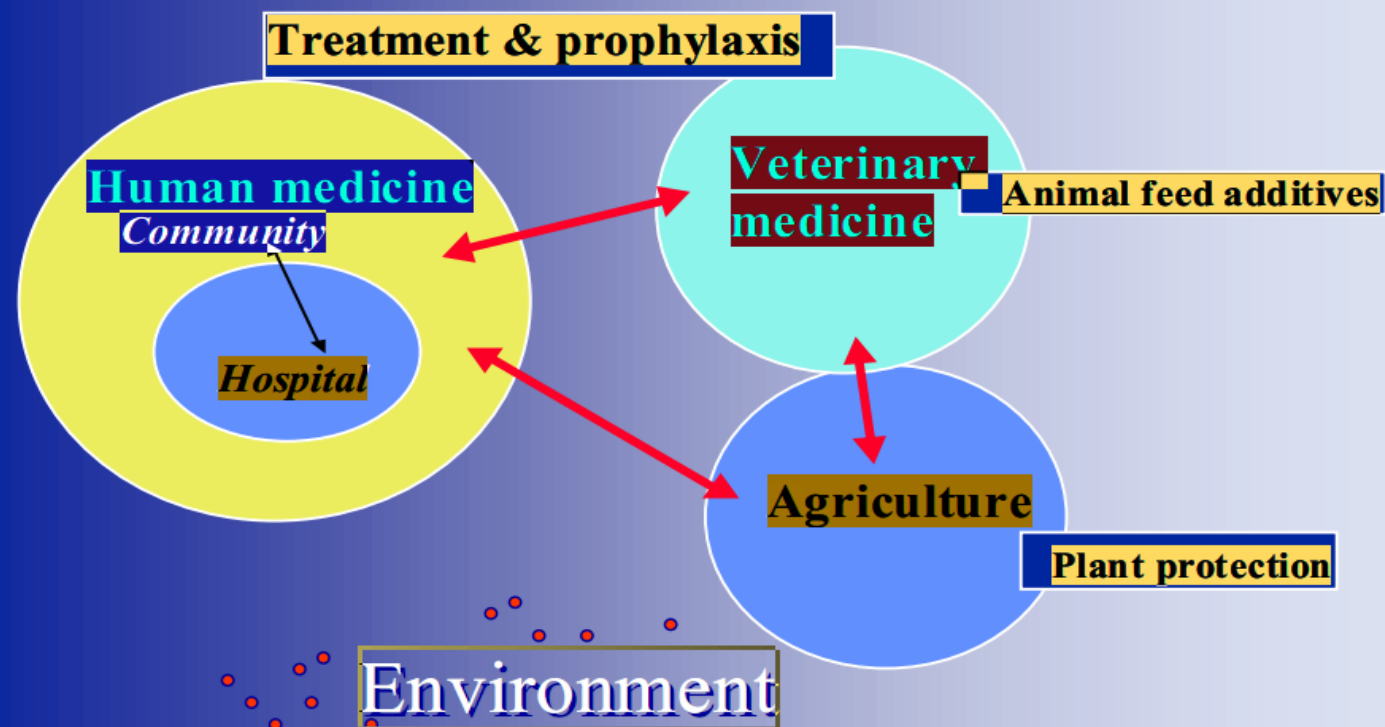 Treatment & prophylaxis
Human medicine
Community
Hospital
Veterinary
medicine
Animal feed additives
Agriculture
Plant protection
Environment